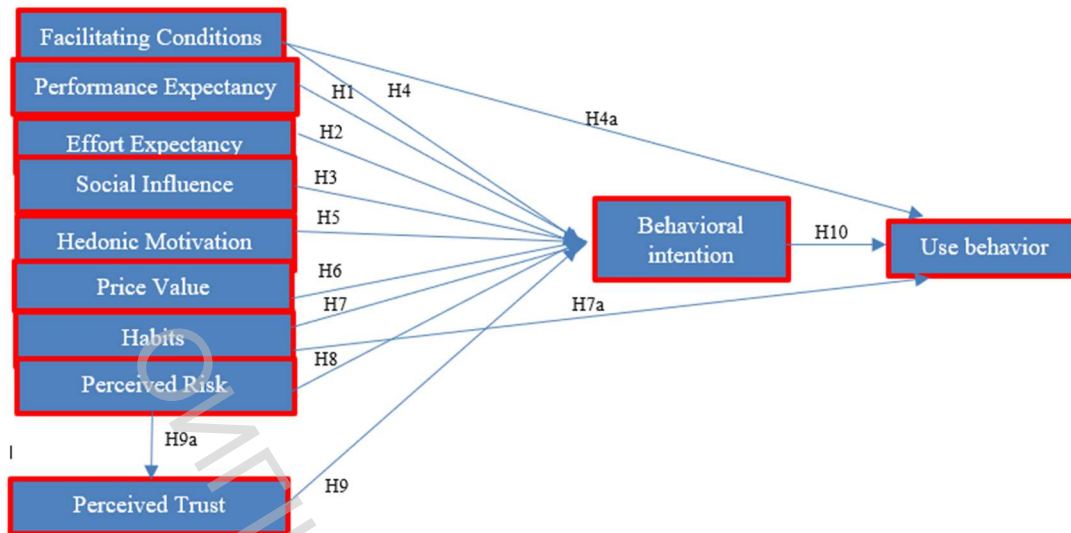 Facilitating Conditions
Performance Expectancy
Effort Expectancy
Social Influence
Hedonic Motivation
Price Value
Habits
Perceived Risk
Perceived Trust
H1
H4
H2
H3
H5
H6
H7
H8
H9a
H9
H4a
H7a
Behavioral
intention
H10
Use behavior